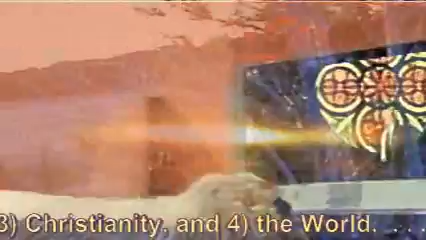 3) Christianity, and 4) the World. . . .